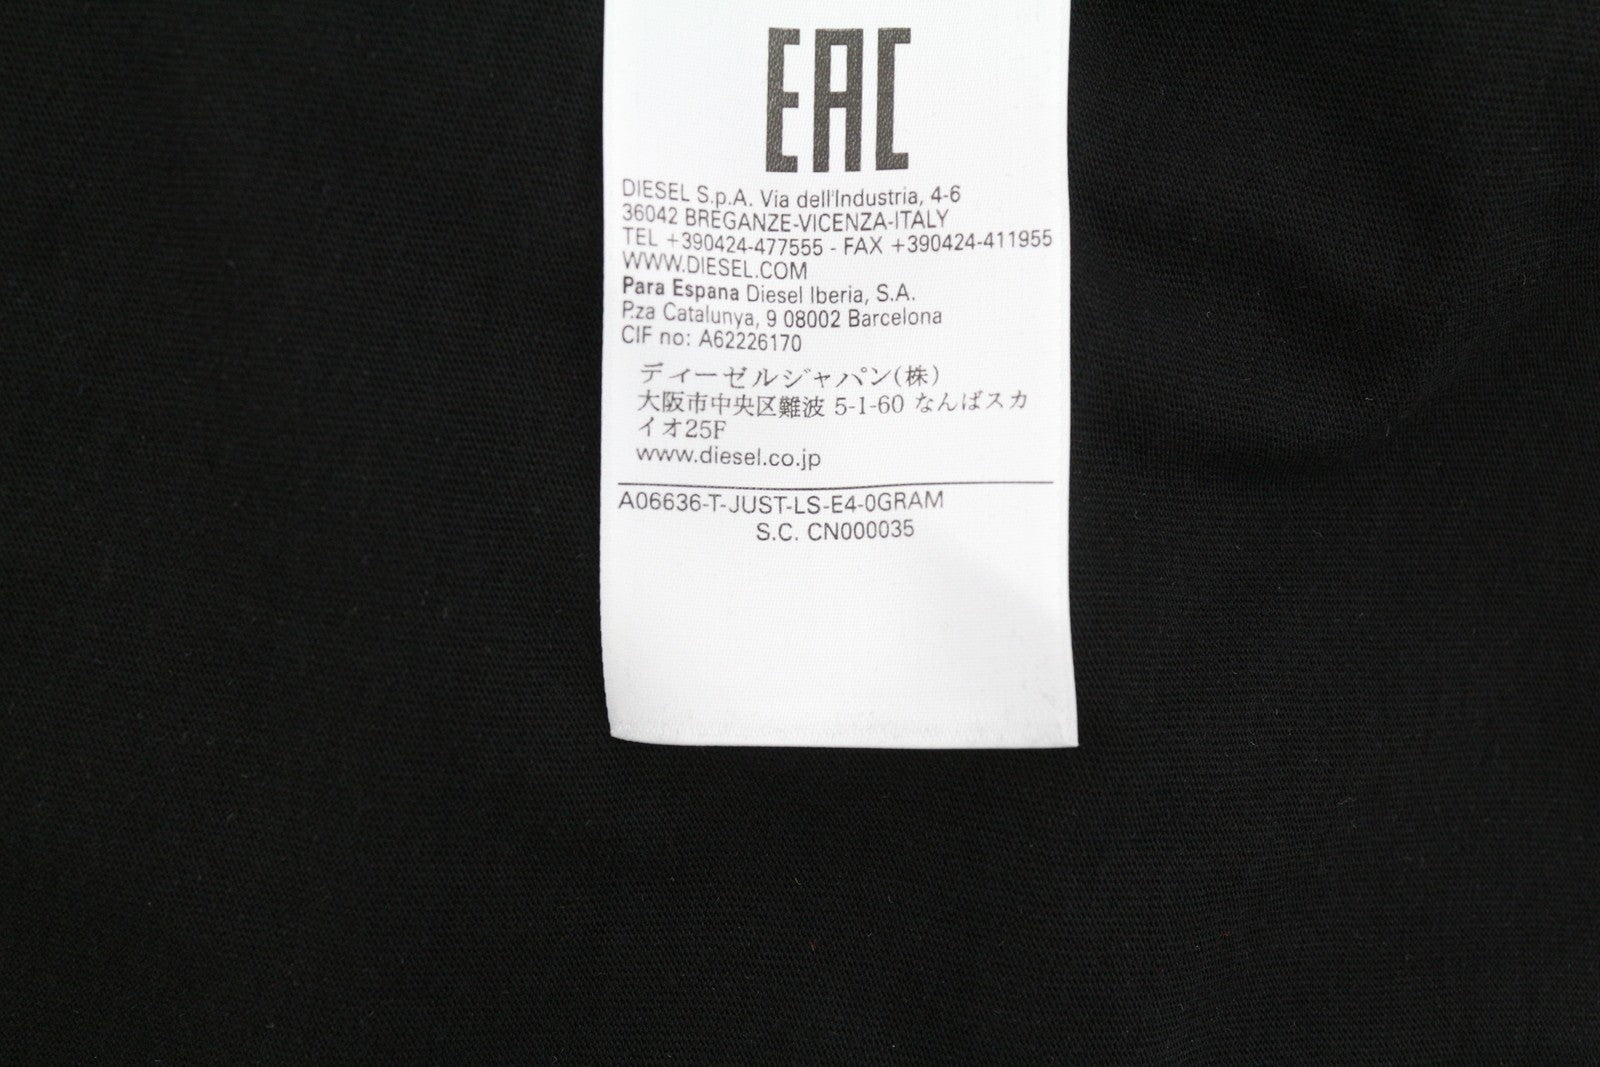 EAC
DIESEL S.p.A. Via dell'Industria, 4-6
36042 BREGANZE-VICENZA-ITALY
TEL +390424-477555 - FAX +390424-411955
WWW.DIESEL.COM
Para Espana Diesel Iberia, S.A.
P.za Catalunya, 9 08002 Barcelona
CIF no: A62226170
ディーゼルジャパン(株)
大阪市中央区難波 5-1-60 なんばスカ
イオ25F
www.diesel.co.jp
A06636-T-JUST-LS-E4-0GRAM
S.C. CN000035